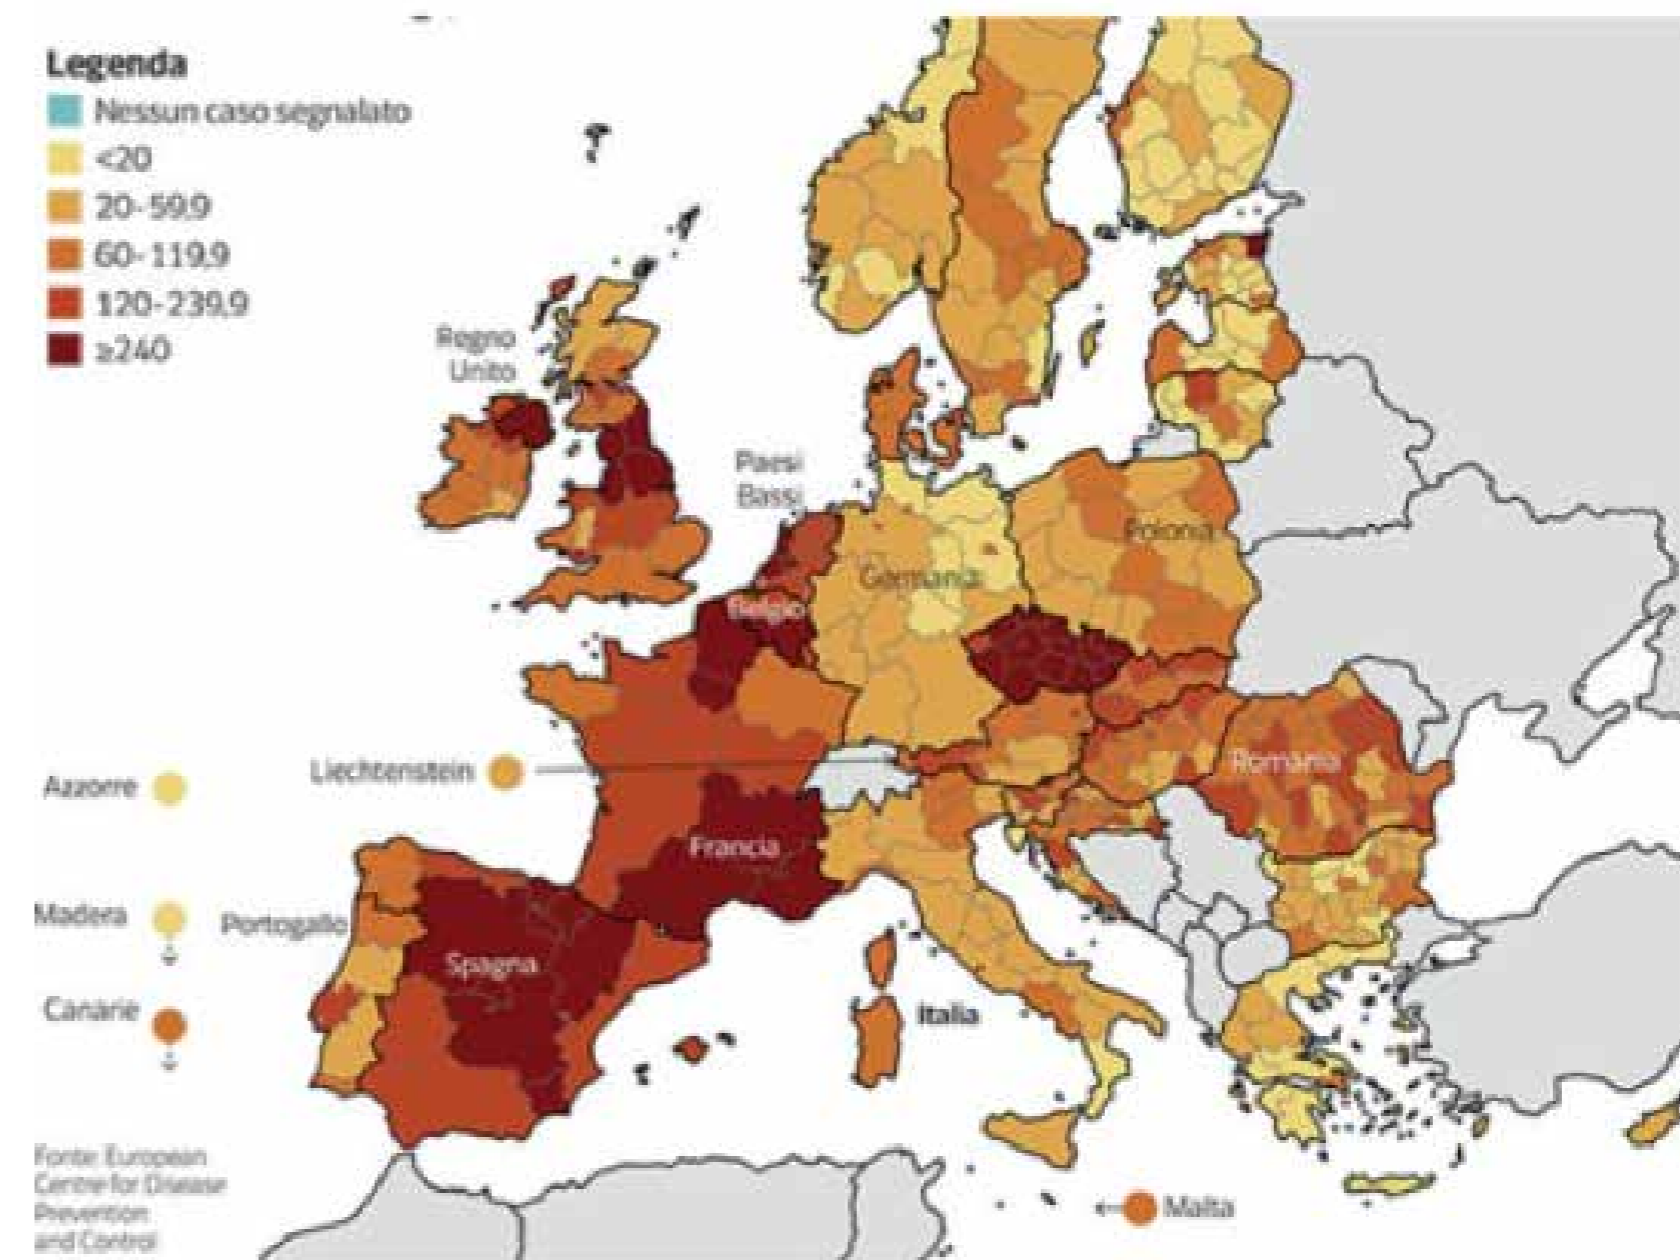 Legenda
Nessun caso segnalato
<20
20-59,9
60-119,9
120-239,9
≥240
Regno
Unito
Paesi
Bassi
Polonia
Germania
Belgio
Liechtenstein
Romania
Azzorre
Francia
Madera
Portogallo
Spagna
Canarie
Italia
Malta
Fonte: European
Centre for Disease
Prevention
and Control